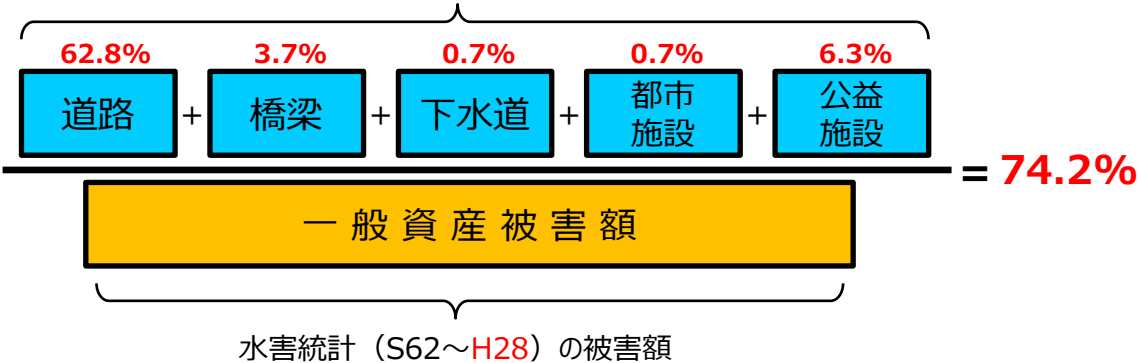 62.8% 3.7% 0.7% 0.7% 6.3%
道路 + 橋梁 + 下水道 + 都市施設 + 公益施設
= 74.2%
一般資産被害額
水害統計（S62～H28）の被害額